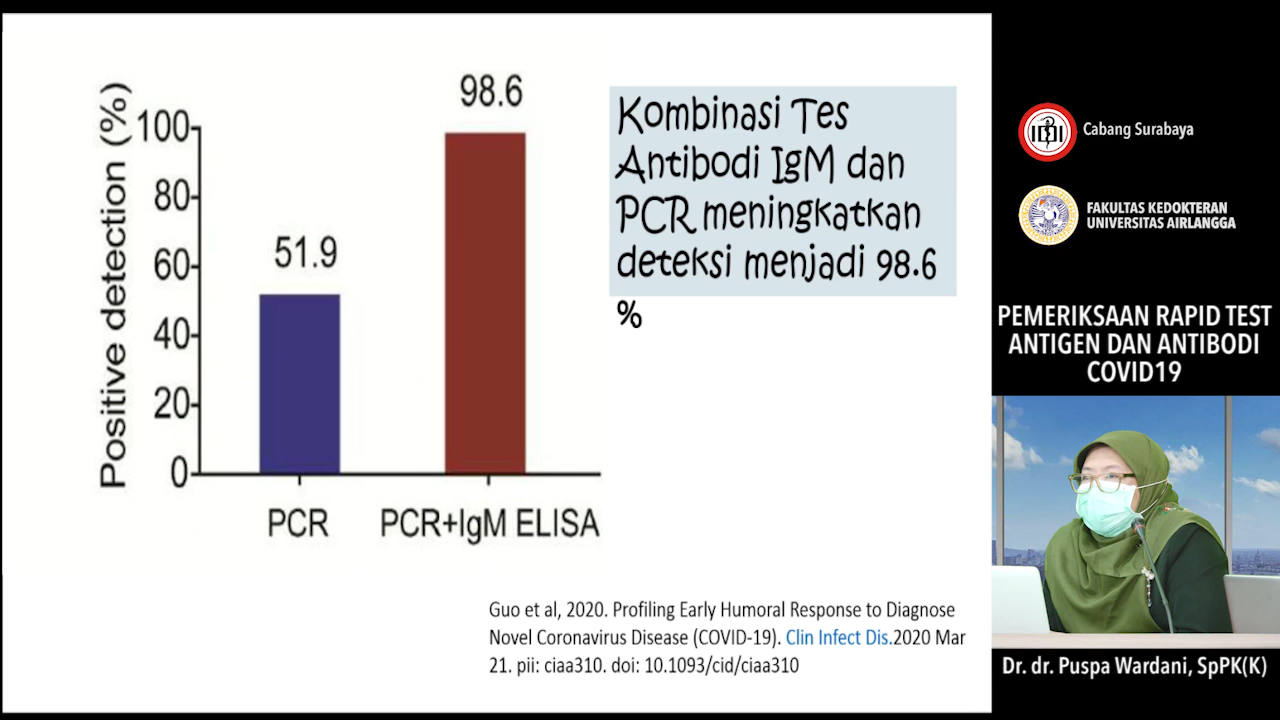 Positive detection (%)
100
80
60
40
20
0
51.9
98.6
PCR
PCR+IgM ELISA
Kombinasi Tes
Antibodi IgM dan
PCR meningkatkan
deteksi menjadi 98.6
%
Guo et al, 2020. Profiling Early Humoral Response to Diagnose
Novel Coronavirus Disease (COVID-19). Clin Infect Dis.2020 Mar
21. pii: ciaa310. doi: 10.1093/cid/ciaa310
IDI
Cabang Surabaya
FAKULTAS KEDOKTERAN
UNIVERSITAS AIRLANGGA
PEMERIKSAAN RAPID TEST
ANTIGEN DAN ANTIBODI
COVID19
Dr. dr. Puspa Wardani, SpPK(K)